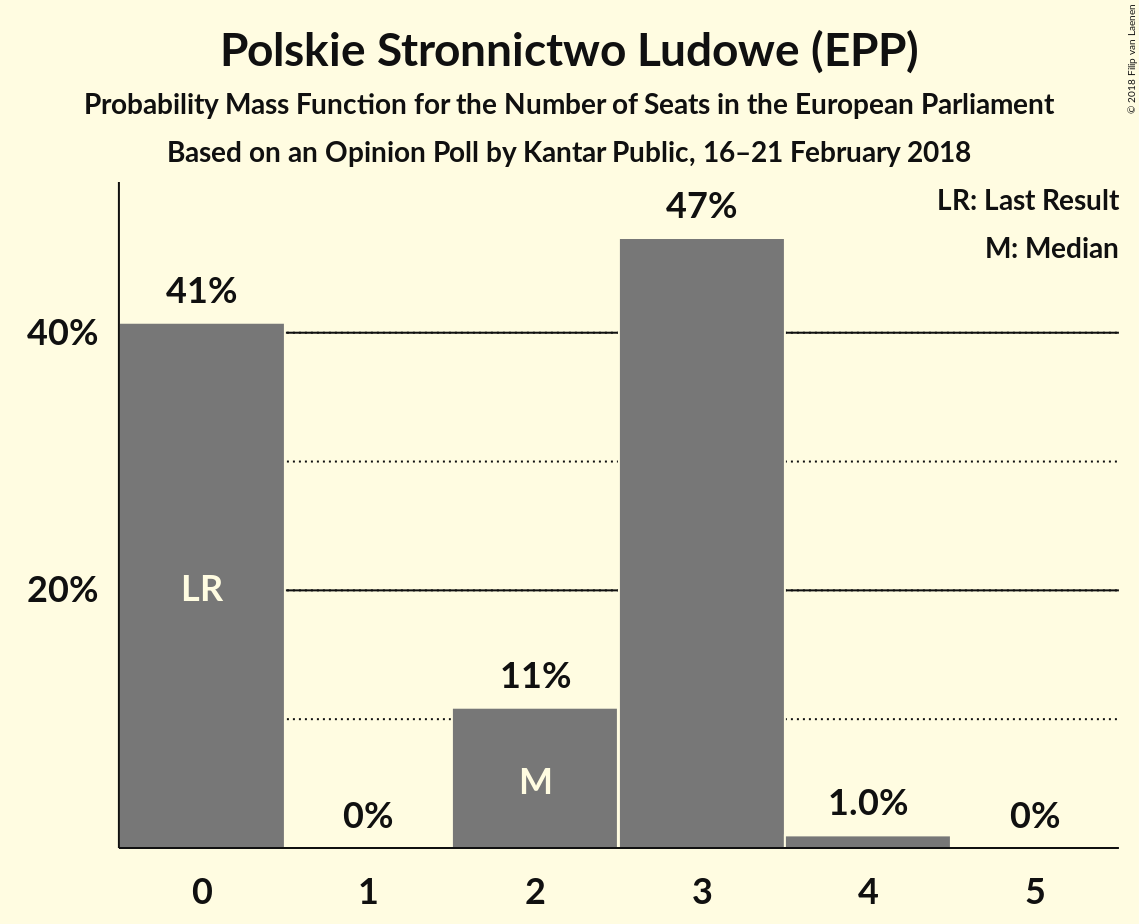 Polskie Stronnictwo Ludowe (EPP)
Probability Mass Function for the Number of Seats in the European Parliament
Based on an Opinion Poll by Kantar Public, 16–21 February 2018
© 2018 Filip van Laenen
LR: Last Result
M: Median
47%
41%
40%
20%
LR
11%
M
0%
1.0%
0%
0 1 2 3 4 5